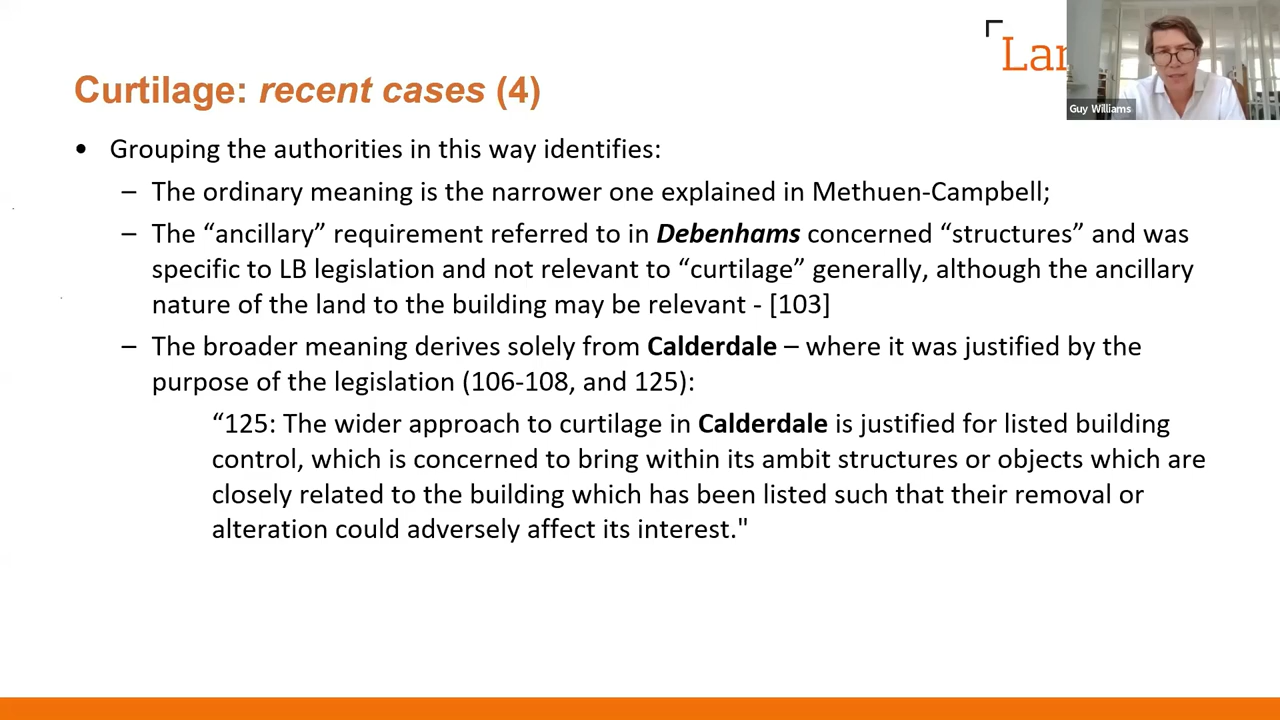 Lan
Guy Williams
Curtilage: recent cases (4)
• Grouping the authorities in this way identifies:
– The ordinary meaning is the narrower one explained in Methuen-Campbell;
– The “ancillary” requirement referred to in Debenhams concerned “structures” and was
specific to LB legislation and not relevant to “curtilage” generally, although the ancillary
nature of the land to the building may be relevant - [103]
– The broader meaning derives solely from Calderdale – where it was justified by the
purpose of the legislation (106-108, and 125):
“125: The wider approach to curtilage in Calderdale is justified for listed building
control, which is concerned to bring within its ambit structures or objects which are
closely related to the building which has been listed such that their removal or
alteration could adversely affect its interest."